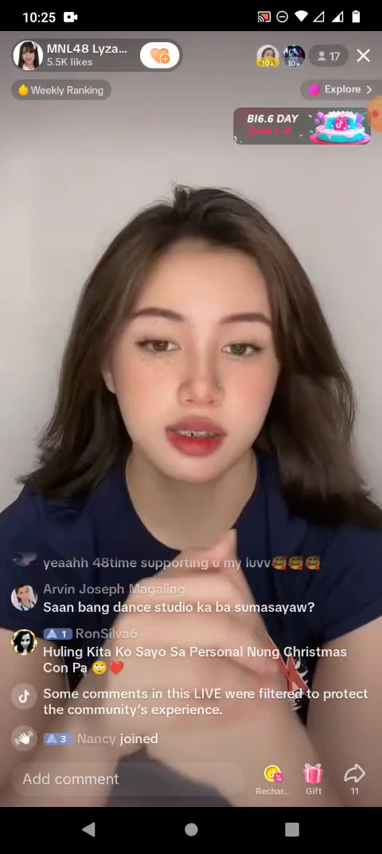 10:25
MNL48 Lyza...
5.5K likes
10+
10+
17
Weekly Ranking
Explore
BI6.6 DAY
yeaahh 48time supporting u my luvv🥰🥰🥰
Arvin Joseph Magaling
Saan bang dance studio ka ba sumasayaw?
1 RonSilva6
Huling Kita Ko Sayo Sa Personal Nung Christmas
Con Pa 🙄❤️
Some comments in this LIVE were filtered to protect
the community's experience.
3 Nancy joined
Add comment
Rechar...
Gift
11